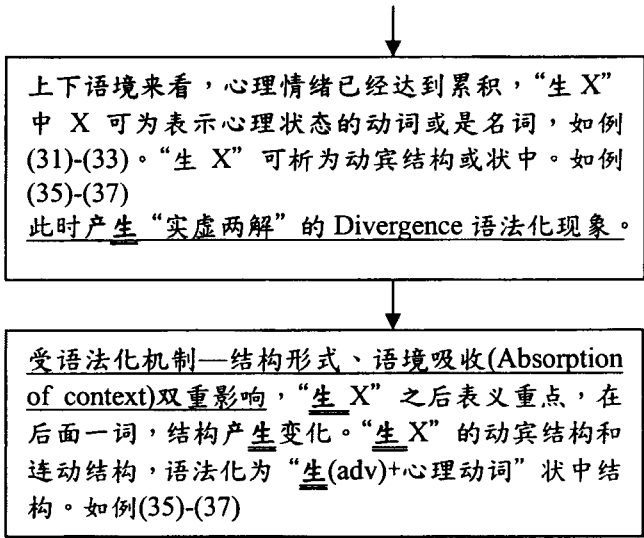 上下语境来看，心理情绪已经达到累积，“生 X”
中 X 可为表示心理状态的动词或是名词，如例
(31)-(33)。“生 X”可析为动宾结构或状中。如例
(35)-(37)
此时产生“实虚两解”的 Divergence 语法化现象。
受语法化机制—结构形式、语境吸收(Absorption
of context)双重影响，“生 X”之后表义重点，在
后面一词，结构产生变化。“生 X”的动宾结构和
连动结构，语法化为“生(adv)+心理动词”状中结
构。如例(35)-(37)